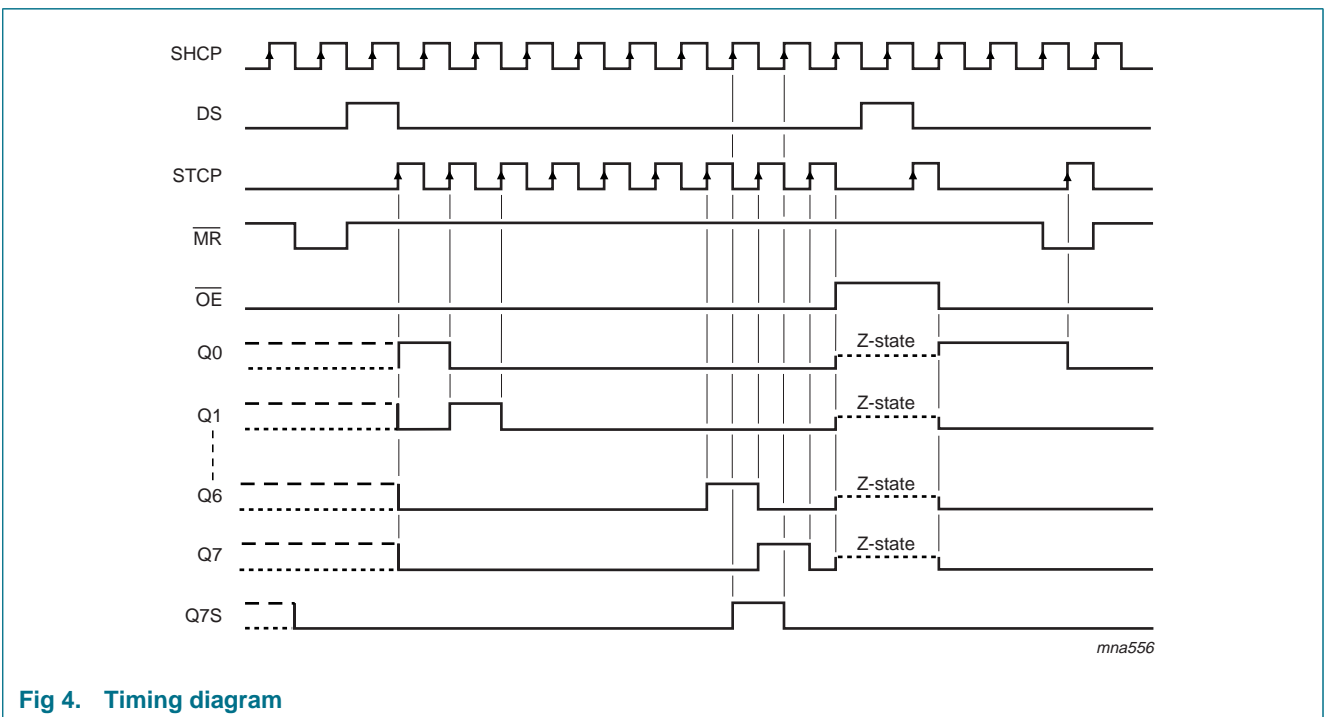 SHCP
DS
STCP
MR
OE
Q0 Z-state
Q1 Z-state
Q6 Z-state
Q7 Z-state
Q7S
mna556
Fig 4. Timing diagram